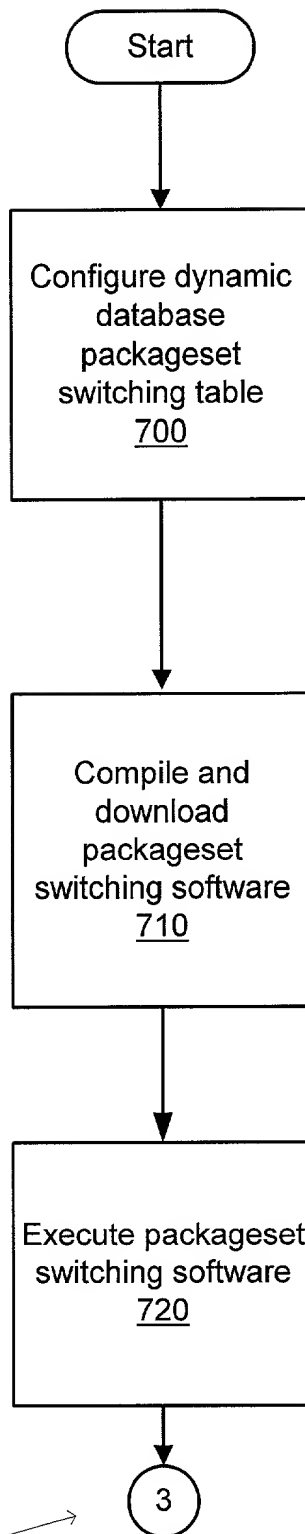 Start
Configure dynamic
database
packageset
switching table
700
Compile and
download
packageset
switching software
710
Execute packageset
switching software
720
3